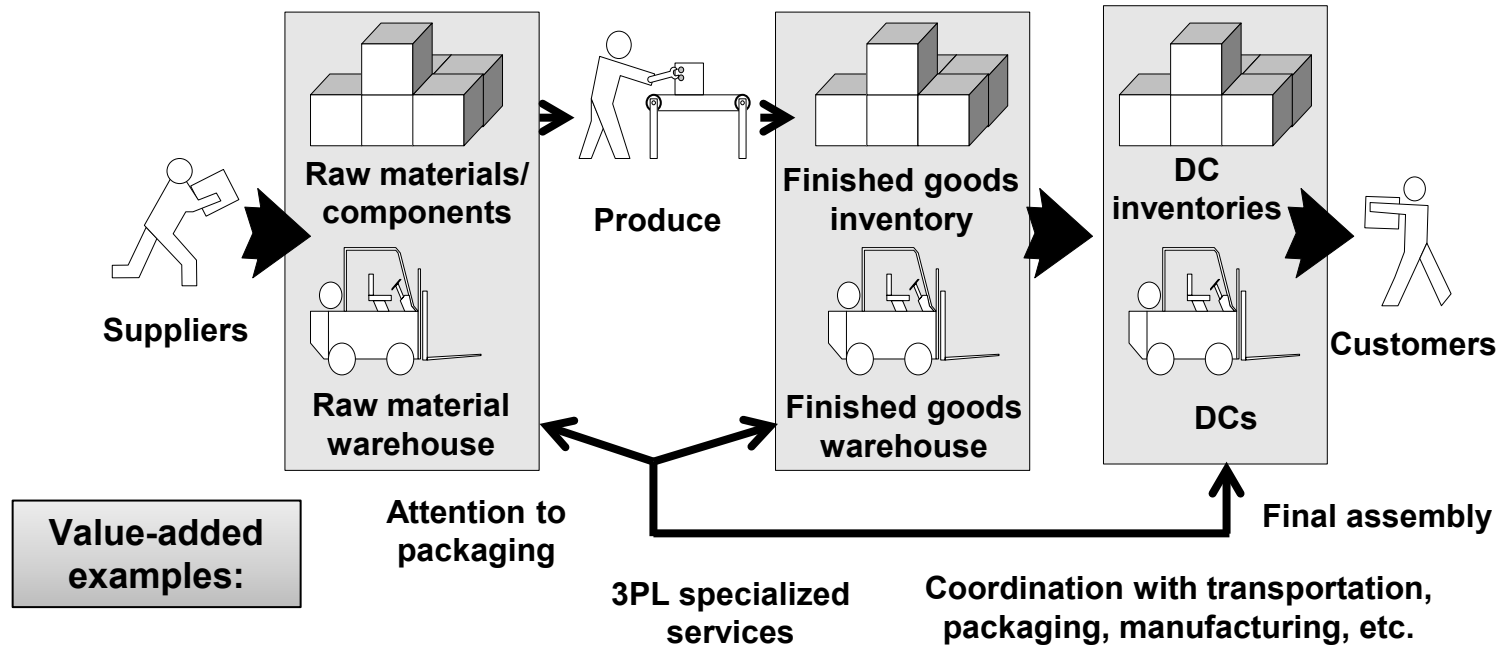 Raw materials/
components
Produce
Finished goods
inventory
DC
inventories
Suppliers
Customers
Raw material
warehouse
Finished goods
warehouse
DCs
Value-added
examples:
Attention to
packaging
3PL specialized
services
Final assembly
Coordination with transportation,
packaging, manufacturing, etc.